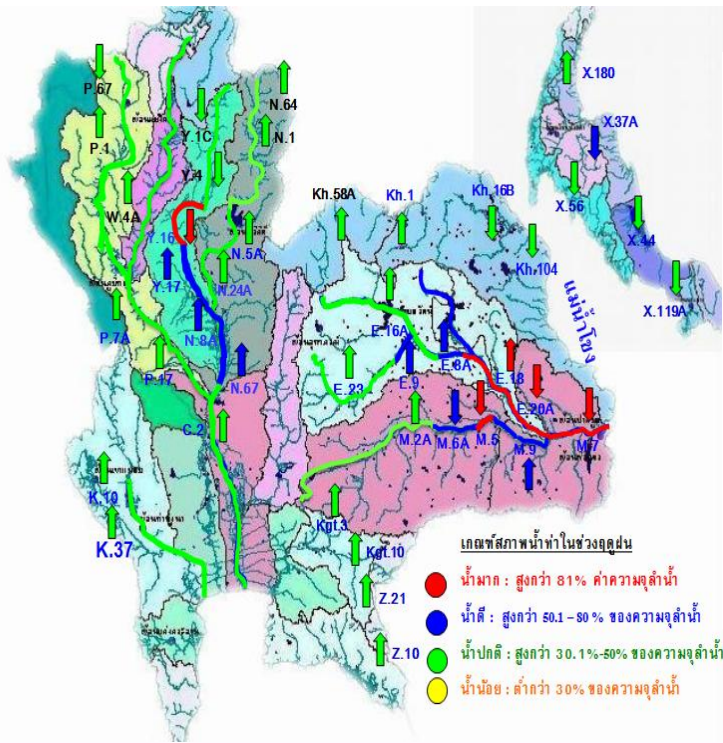 P.67
N.64
X.180
Y.1C
N.1
X.37A
P.1
Y.4
Kh.58A
Kh.1
Kh.16B
W.4A
X.56
Y.16
N.5A
X.44
Kh.104
Y.17
N.24A
แม่น้ำโขง
X.119A
P.7A
N.8A
E.16A
P.17
N.67
E.23
E.9
E.8A
E.18
E.20A
C.2
M.2A
M.6A
M.5
M.9
M.7
K.10
K.37
Kgt.3
Kgt.10
Z.21
Z.10
เกณฑ์สภาพน้ำท่าในช่วงฤดูฝน
น้ำมาก : สูงกว่า 81% ค่าความจุลำน้ำ
น้ำดี : สูงกว่า 50.1 - 80 % ของความจุลำน้ำ
น้ำปกติ : สูงกว่า 30.1%-50% ของความจุลำน้ำ
น้ำน้อย : ต่ำกว่า 30% ของความจุลำน้ำ